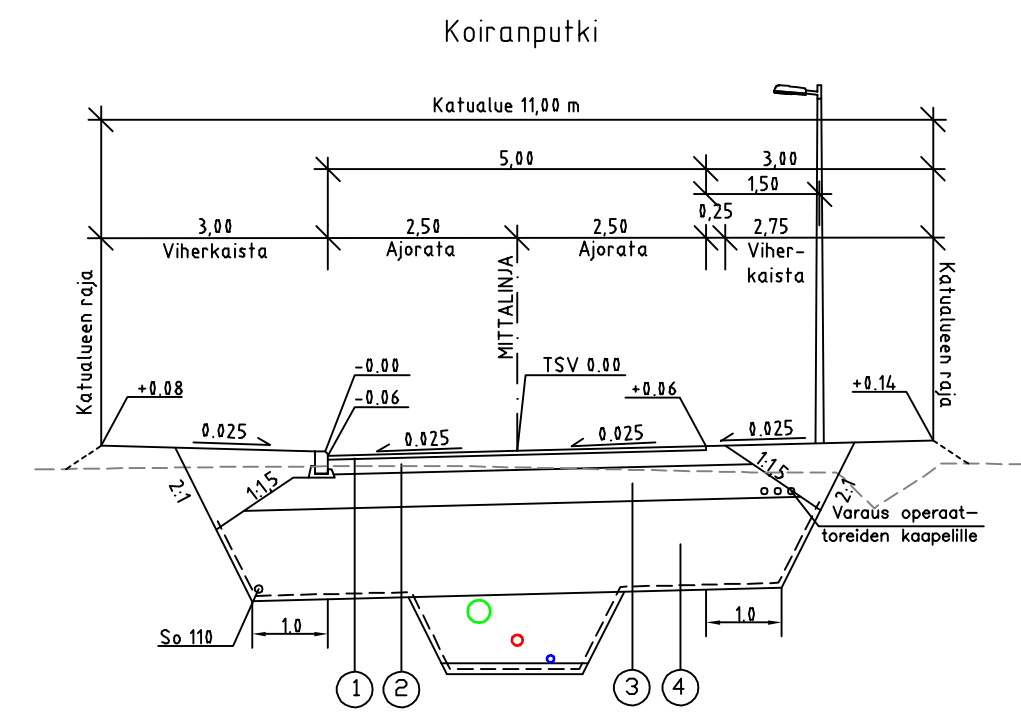 Koiranputki
Katualue 11,00 m
5,00
3,00
1,50
0,25
3,00
2,50
2,50
2,75
Viherkaista
Ajorata
Ajorata
Viher-
kaista
Katualueen raja
MITTALINJA
Katualueen raja
-0.00
TSV 0.00
+0.08
-0.06
+0.06
+0.14
0.025
0.025
0.025
0.025
2:1
1:1,5
1:1,5
2:1
Varaus operaat-
toreiden kaapelille
So 110
1.0
1.0
1
2
3
4